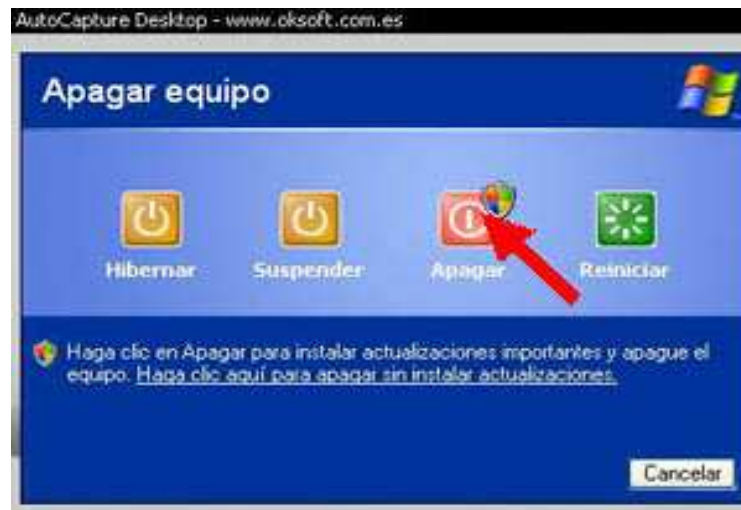 AutoCapture Desktop - www.oksoft.com.es
Apagar equipo
Hibernar
Suspender
Apagar
Reiniciar
Haga clic en Apagar para instalar actualizaciones importantes y apague el
equipo. Haga clic aquí para apagar sin instalar actualizaciones.
Cancelar